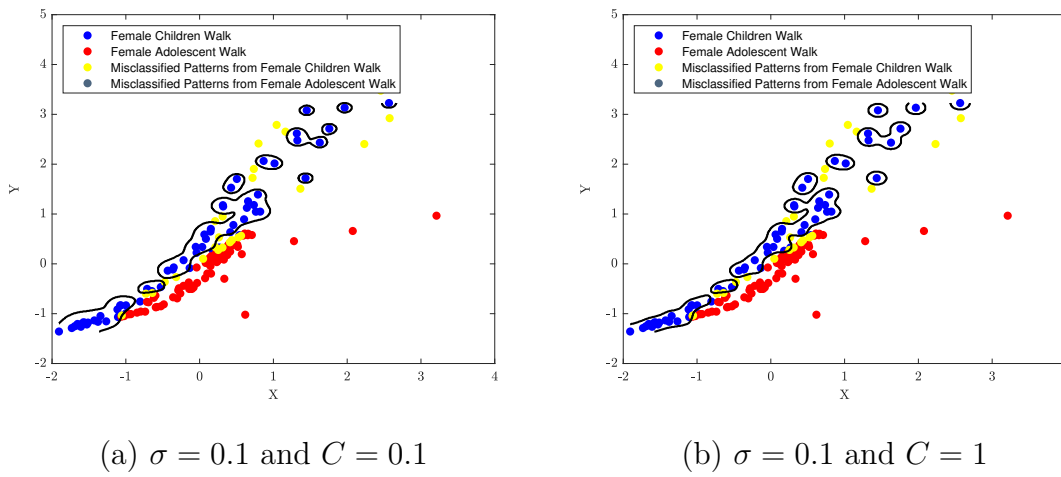 5
4
3
2
1
0
-1
-2
Y
Female Children Walk
Female Adolescent Walk
Misclassified Patterns from Female Children Walk
Misclassified Patterns from Female Adolescent Walk
-2 -1 0 1 2 3 4
X
(a) σ = 0.1 and C = 0.1
5
4
3
2
1
0
-1
-2
Y
Female Children Walk
Female Adolescent Walk
Misclassified Patterns from Female Children Walk
Misclassified Patterns from Female Adolescent Walk
-2 -1 0 1 2 3
X
(b) σ = 0.1 and C = 1